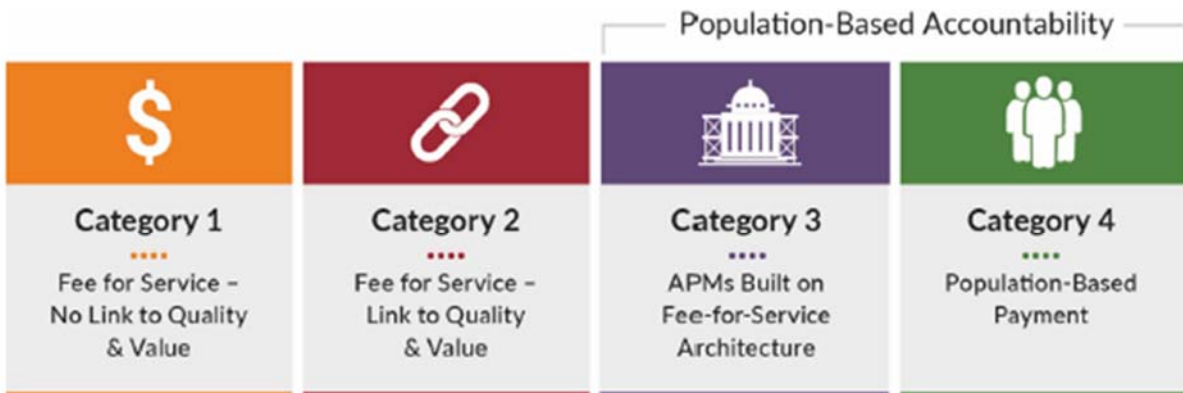 Population-Based Accountability
$
Category 1
Fee for Service –
No Link to Quality
& Value
Category 2
Fee for Service –
Link to Quality
& Value
Category 3
APMs Built on
Fee-for-Service
Architecture
Category 4
Population-Based
Payment